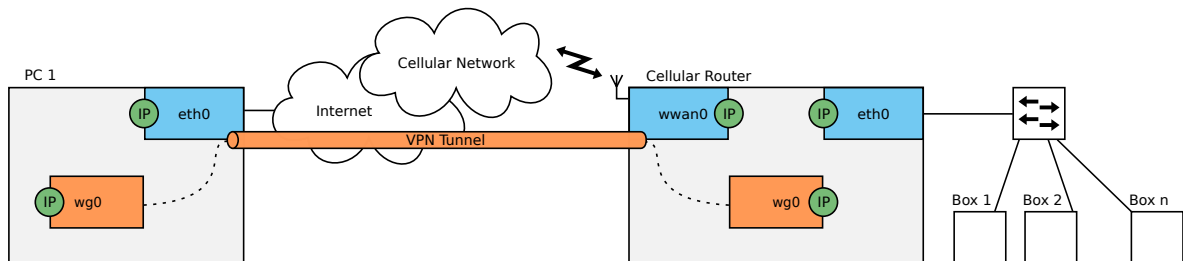 Cellular Network
PC 1
Cellular Router
Internet
IP
eth0
wwan0
IP
IP
eth0
VPN Tunnel
IP
wg0
wg0
IP
Box 1
Box 2
Box n